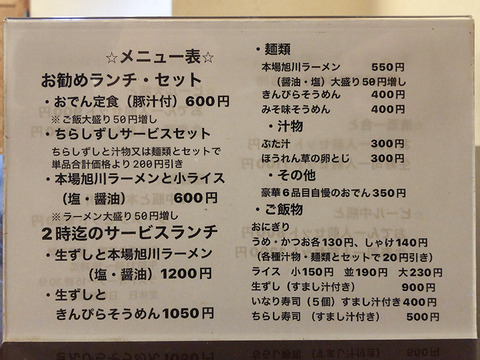 ☆メニュー表☆
お勧めランチ・セット
・おでん定食（豚汁付）600円
※ご飯大盛り50円増し
・ちらしずしサービスセット
ちらしずしと汁物又は麺類とセットで
単品合計価格より200円引き
・本場旭川ラーメンと小ライス
（塩・醤油） 600円
※ラーメン大盛り50円増し
2時迄のサービスランチ
・生ずしと本場旭川ラーメン
（塩・醤油）1200円
・生ずしと
きんぴらそうめん1050円
・麺類
本場旭川ラーメン 550円
（醤油・塩）大盛り50円増し
きんぴらそうめん 400円
みそ味そうめん 400円
・汁物
ぶた汁 300円
ほうれん草の卵とじ 300円
・その他
豪華6品目自慢のおでん350円
・ご飯物
おにぎり
うめ・かつお各130円、しゃけ140円
（各種汁物・麺類とセットで20円引き）
ライス 小150円 並190円 大230円
生ずし（すまし汁付き） 900円
いなり寿司（5個）すまし汁付き400円
ちらし寿司 （すまし汁付き） 500円